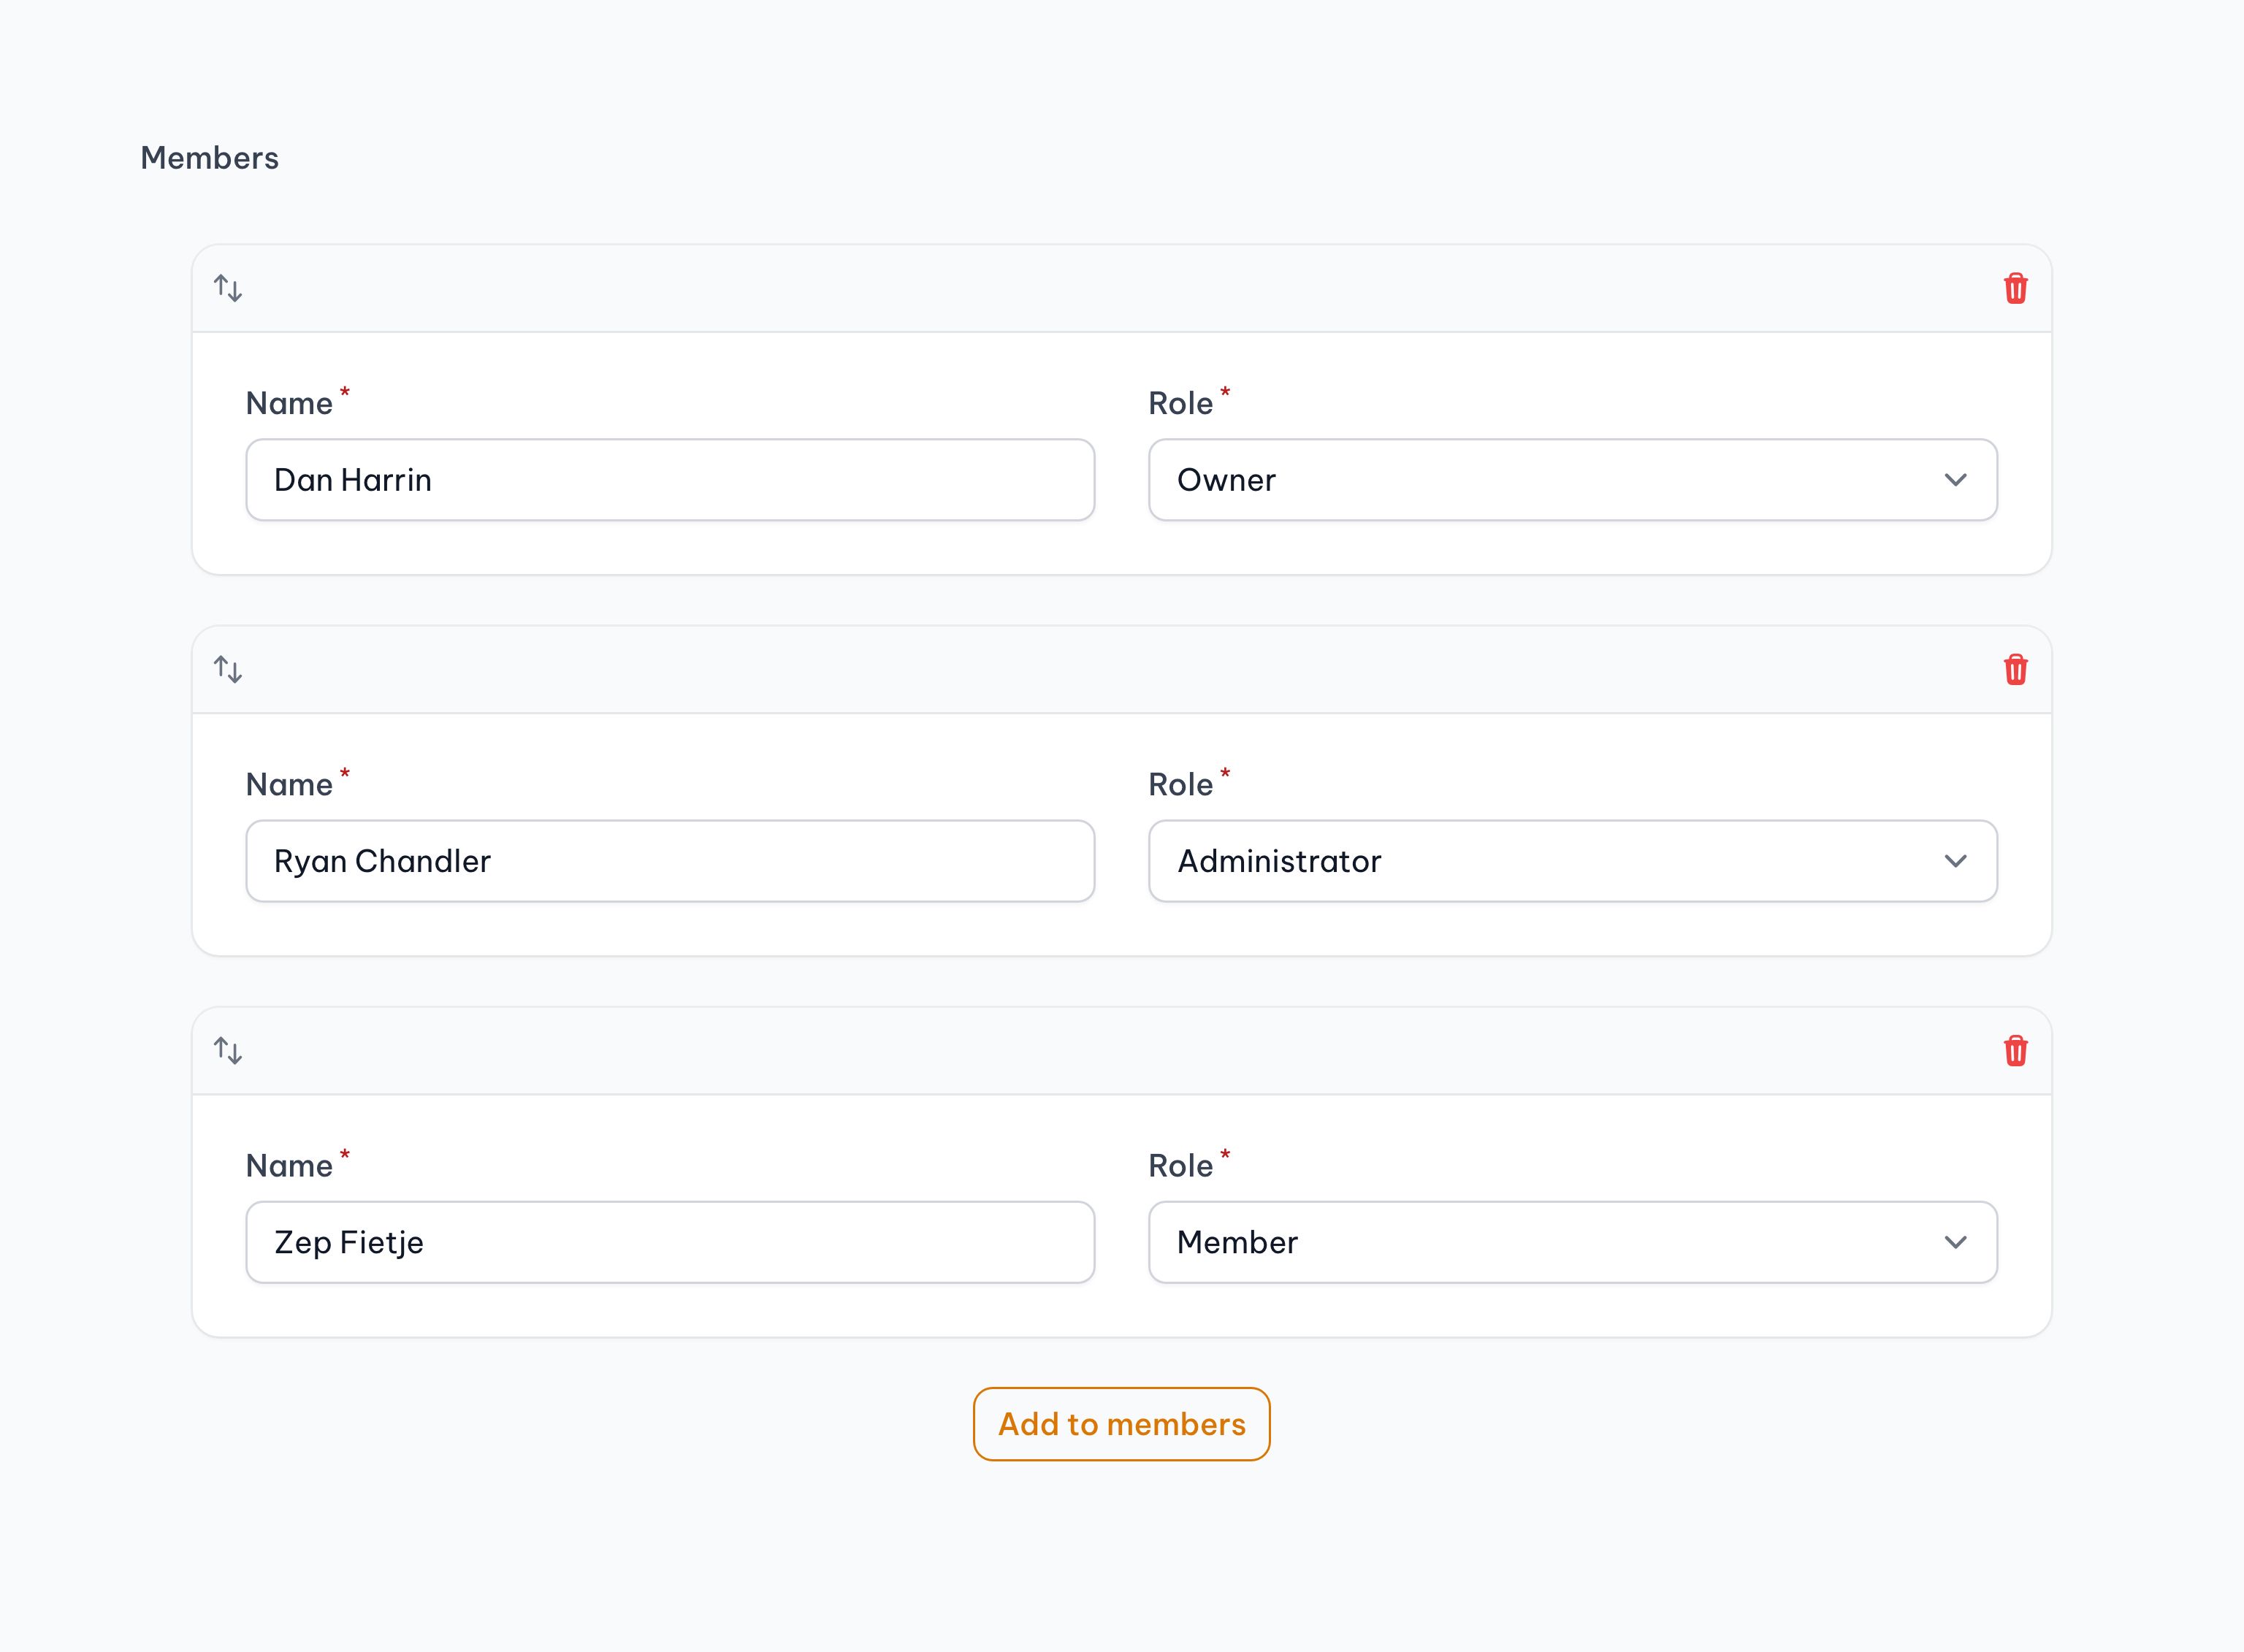 Members
Name *
Role *
Dan Harrin
Owner
Name *
Role *
Ryan Chandler
Administrator
Name *
Role *
Zep Fietje
Member
Add to members